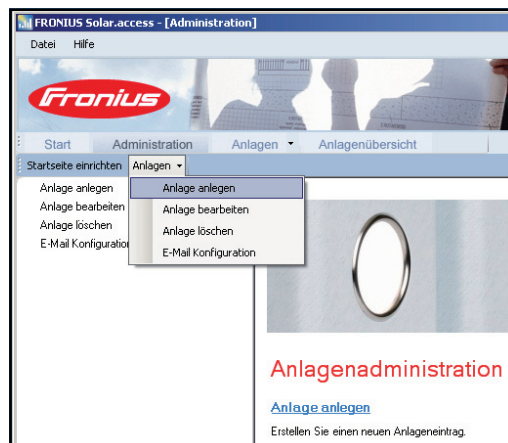 FRONIUS Solar.access - [Administration]
Datei Hilfe
Fronius
Start Administration Anlagen Anlagenübersicht
Startseite einrichten Anlagen
Anlage anlegen
Anlage bearbeiten
Anlage löschen
E-Mail Konfiguration
Anlage anlegen
Anlage bearbeiten
Anlage löschen
E-Mail Konfiguration
Anlagenadministration
Anlage anlegen
Erstellen Sie einen neuen Anlageneintrag.